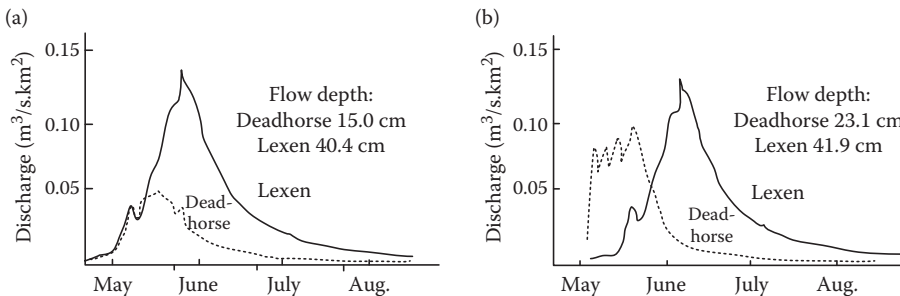 (a)
Discharge (m³/s.km²)
0.15
0.10
0.05
Flow depth:
Deadhorse 15.0 cm
Lexen 40.4 cm
Lexen
Dead-
horse
May June July Aug.
(b)
Discharge (m³/s.km²)
0.15
0.10
0.05
Flow depth:
Deadhorse 23.1 cm
Lexen 41.9 cm
Lexen
Dead-
horse
May June July Aug.